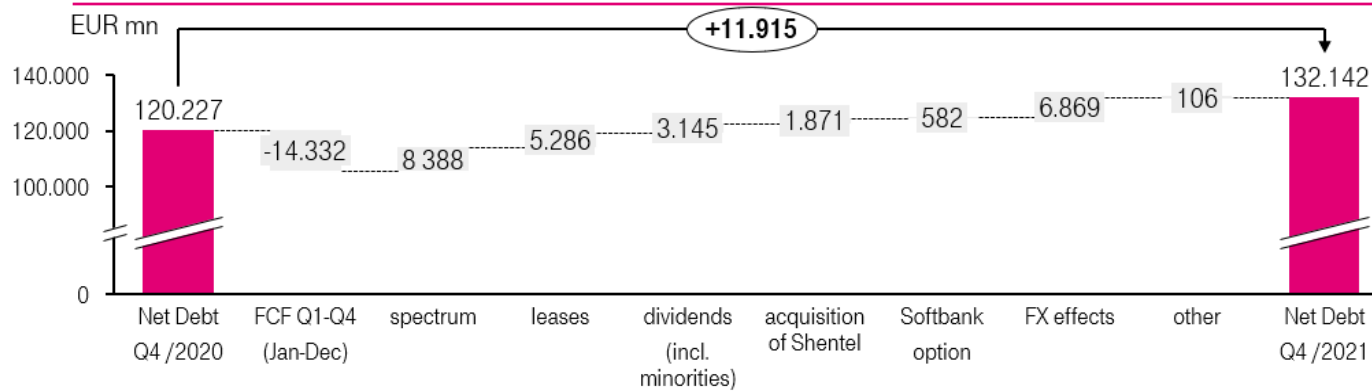 EUR mn
+11.915
140.000
120.000
100.000
0
120.227
-14.332
8 388
5.286
3.145
1.871
582
6.869
106
132.142
Net Debt
Q4 /2020
FCF Q1-Q4
(Jan-Dec)
spectrum
leases
dividends
(incl.
minorities)
acquisition
of Shentel
Softbank
option
FX effects
other
Net Debt
Q4 /2021